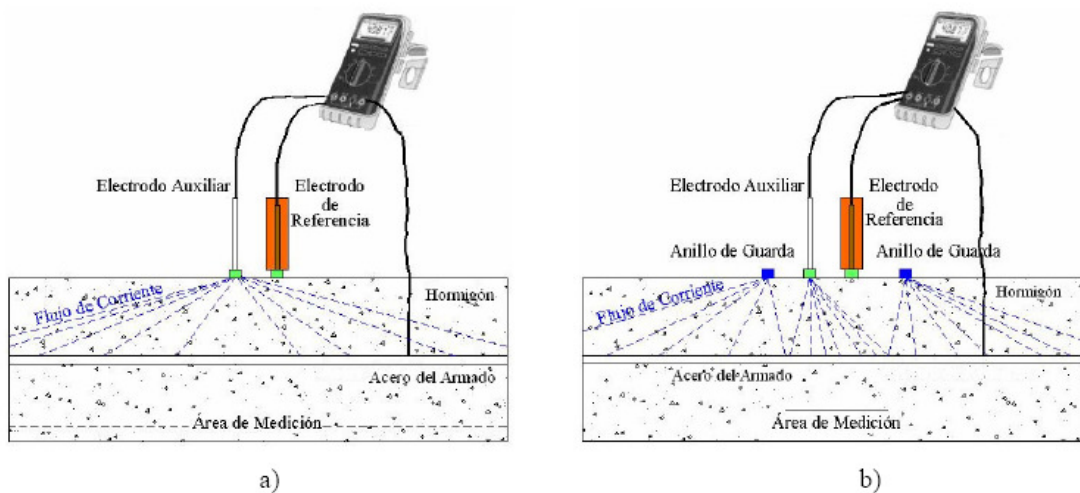 Electrodo Auxiliar
Electrodo
de
Referencia
Flujo de Corriente
Hormigón
Acero del Armado
Área de Medición
a)
Electrodo Auxiliar
Electrodo
de
Referencia
Anillo de Guarda
Anillo de Guarda
Flujo de Corriente
Hormigón
Acero del Armado
Área de Medición
b)